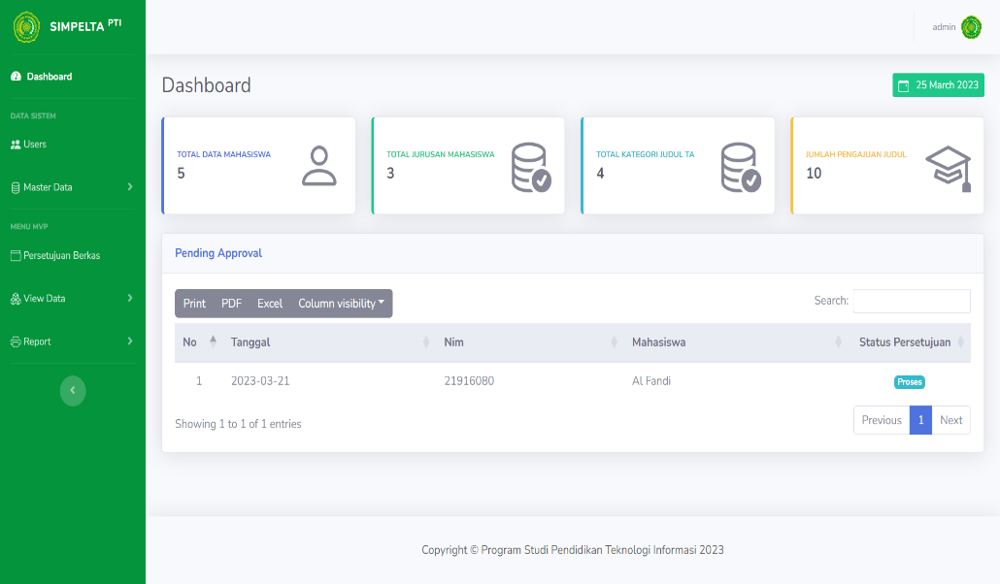 SIMPELTA PTI
admin
Dashboard
DATA SISTEM
Users
Master Data
MENU MVP
Persetujuan Berkas
View Data
Report
Dashboard
25 March 2023
TOTAL DATA MAHASISWA
5
TOTAL JURUSAN MAHASISWA
3
TOTAL KATEGORI JUDUL TA
4
JUMLAH PENGAJUAN JUDUL
10
Pending Approval
Print PDF Excel Column visibility
Search:
No Tanggal Nim Mahasiswa Status Persetujuan
1 2023-03-21 21916080 Al Fandi Proses
Showing 1 to 1 of 1 entries
Previous 1 Next
Copyright © Program Studi Pendidikan Teknologi Informasi 2023